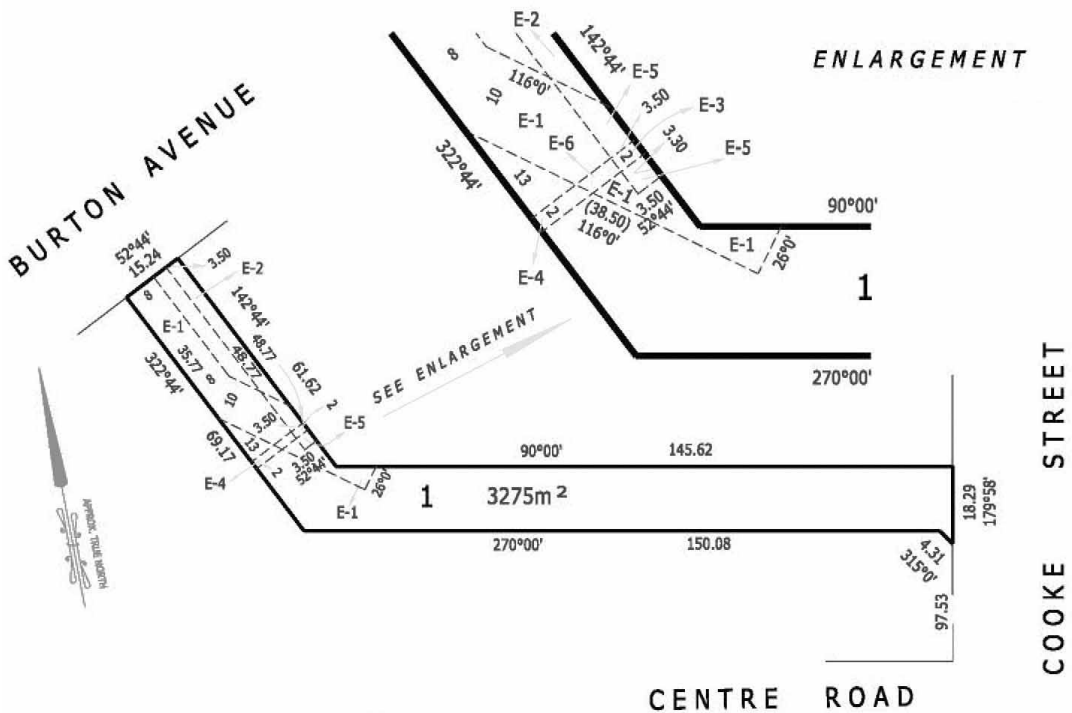 BURTON AVENUE
ENLARGEMENT
E-2
142°44'
E-5
3.50
E-3
3.30
E-5
8
116°0'
10
E-1
E-6
2
322°44'
13
2
E-1
3.50
(38.50)
52°44'
116°0'
E-4
90°00'
E-1
26°0'
1
270°00'
52°44'
15.24
3.50
E-2
8
E-1
142°44'
48.77
48.77
35.77
8
322°44'
61.62
10
2
SEE ENLARGEMENT
3.50
E-5
69.17
13
2
3.50
52°44'
E-4
26°0'
E-1
90°00'
145.62
1
3275m²
270°00'
150.08
18.29
179°58'
4.31
315°0'
97.53
APPROX. TRUE NORTH
COOKE STREET
CENTRE ROAD